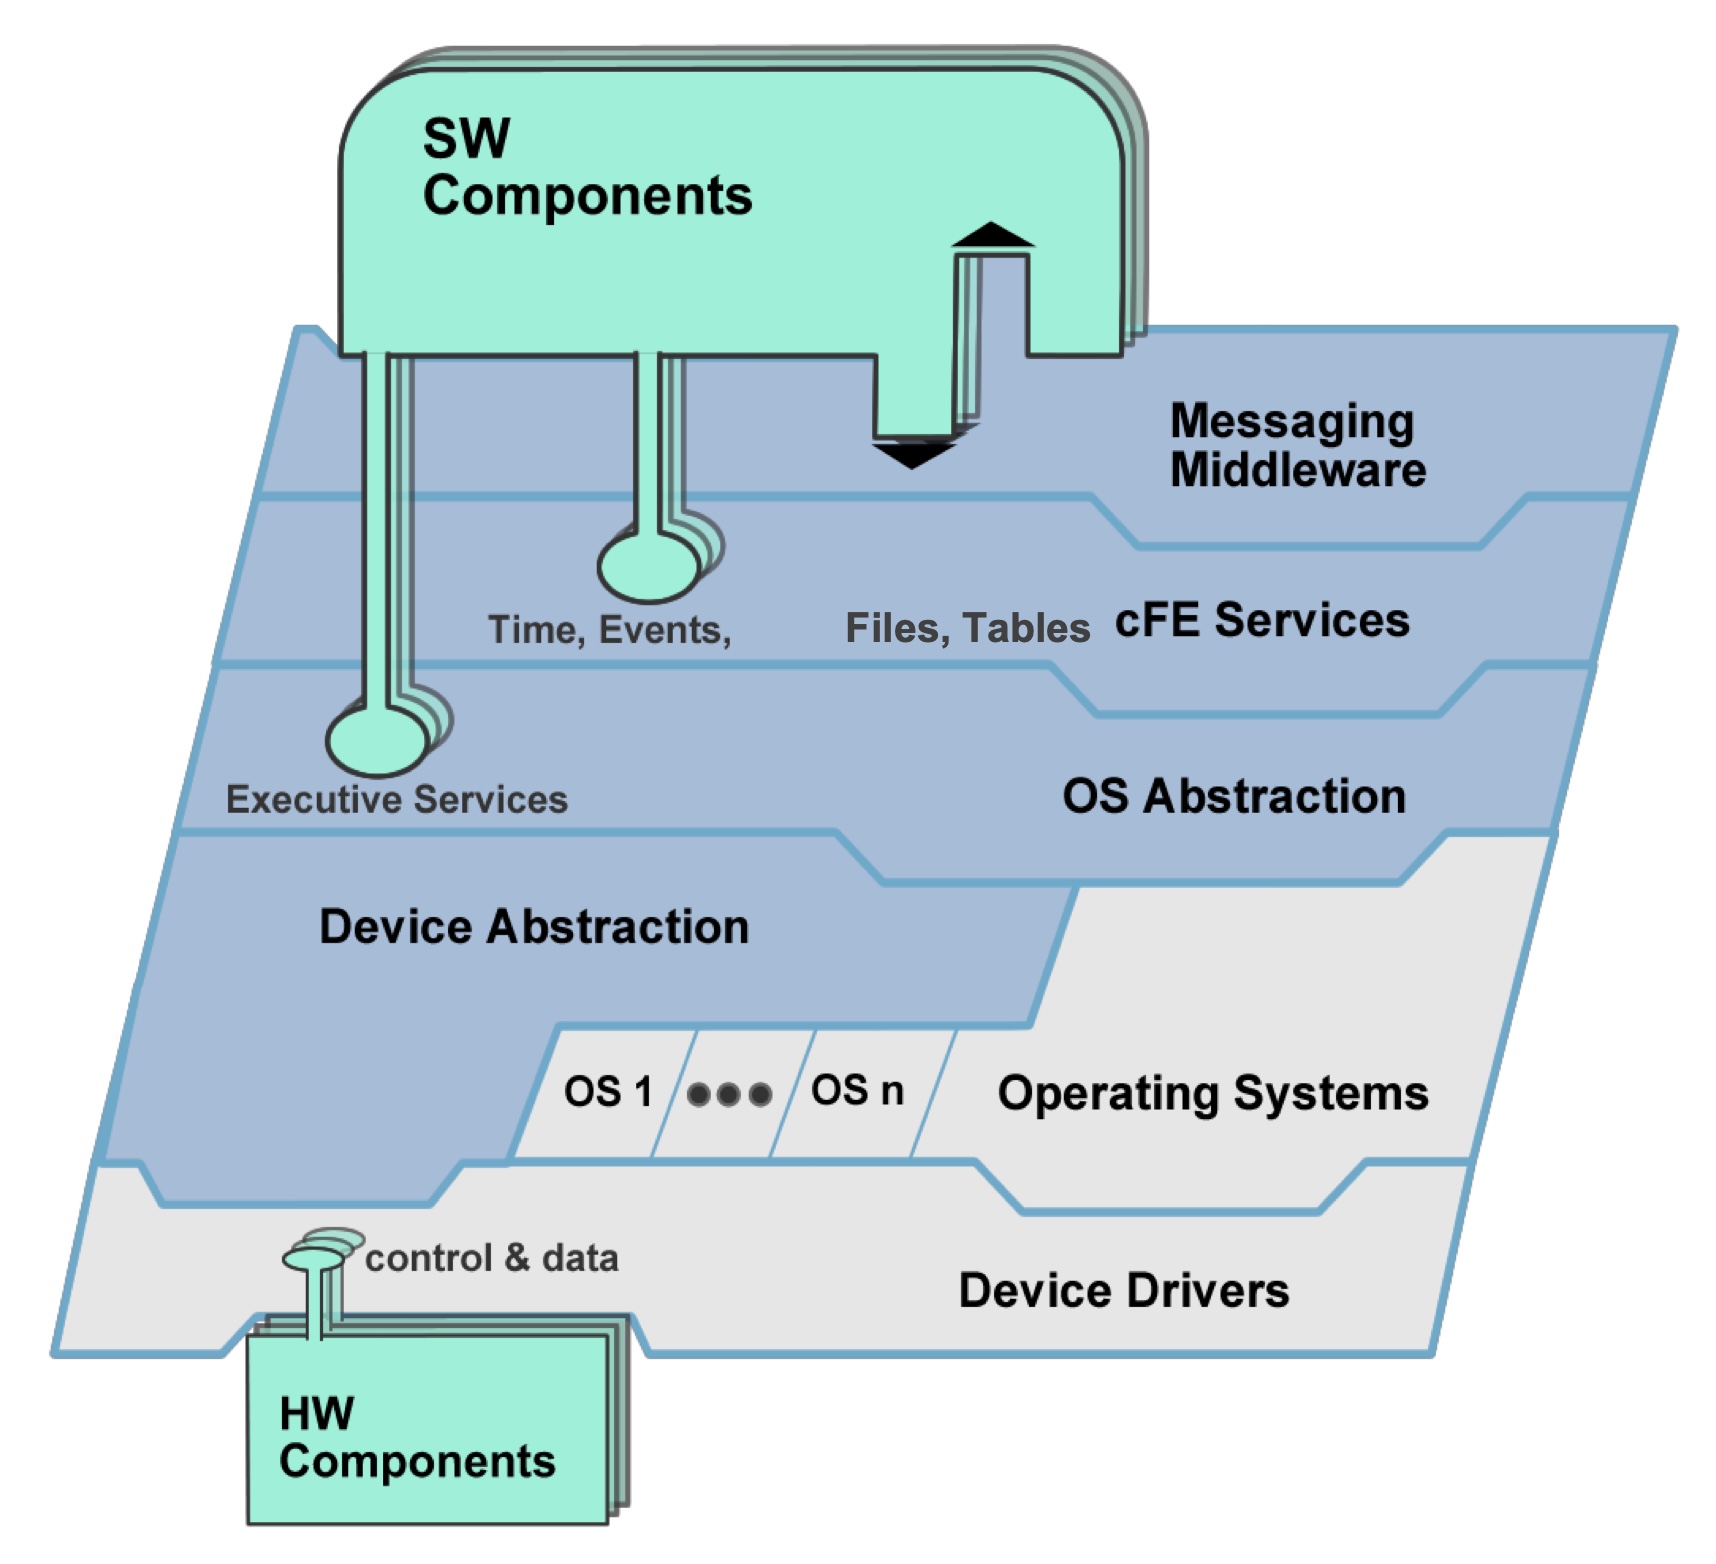 SW
Components
Messaging
Middleware
Time, Events,
Files, Tables
cFE Services
Executive Services
OS Abstraction
Device Abstraction
OS 1
OS n
Operating Systems
control & data
Device Drivers
HW
Components